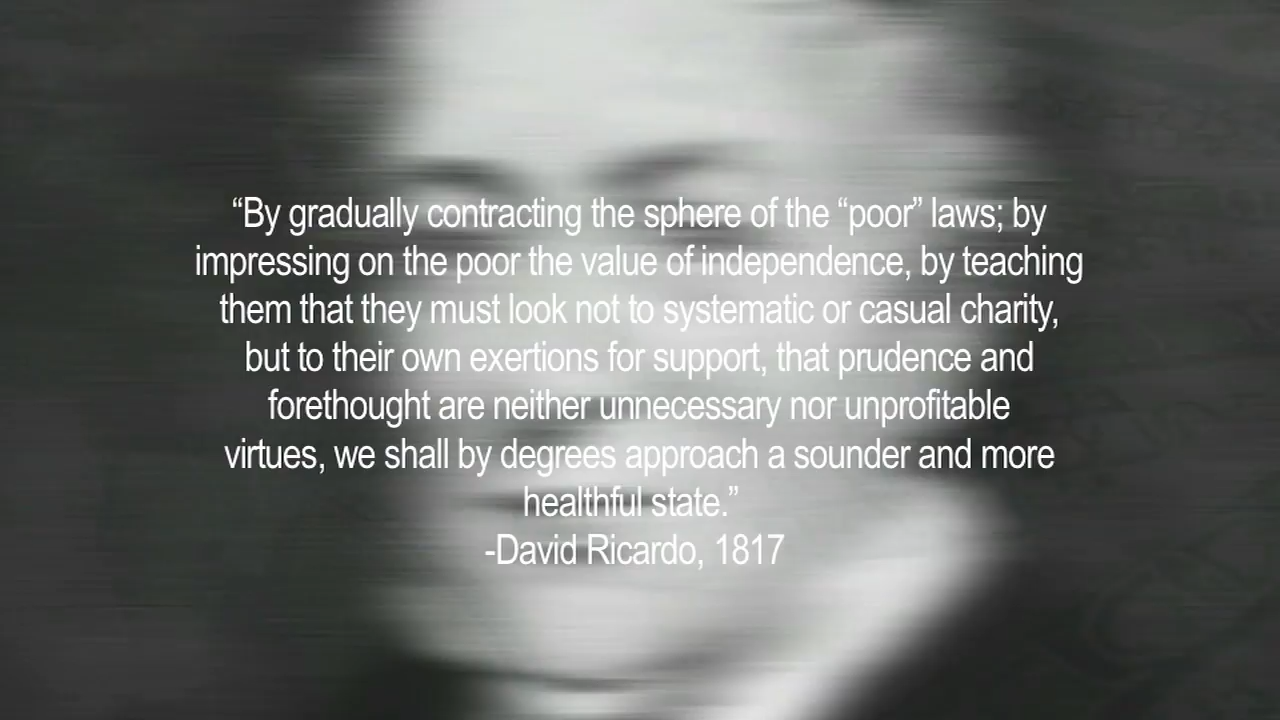 “By gradually contracting the sphere of the “poor” laws; by
impressing on the poor the value of independence, by teaching
them that they must look not to systematic or casual charity,
but to their own exertions for support, that prudence and
forethought are neither unnecessary nor unprofitable
virtues, we shall by degrees approach a sounder and more
healthful state.”
-David Ricardo, 1817